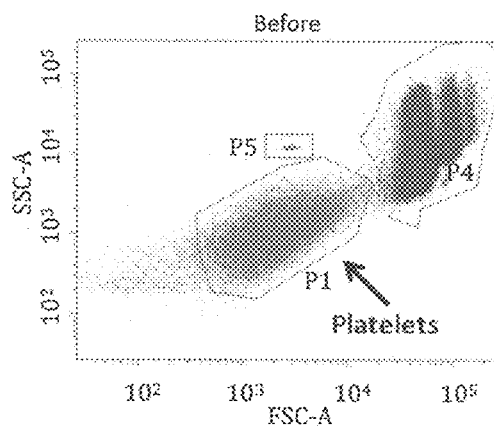 Before
SSC-A
10⁵
10⁴
10³
10²
P5
P4
P1
Platelets
10²
10³
10⁴
10⁵
FSC-A